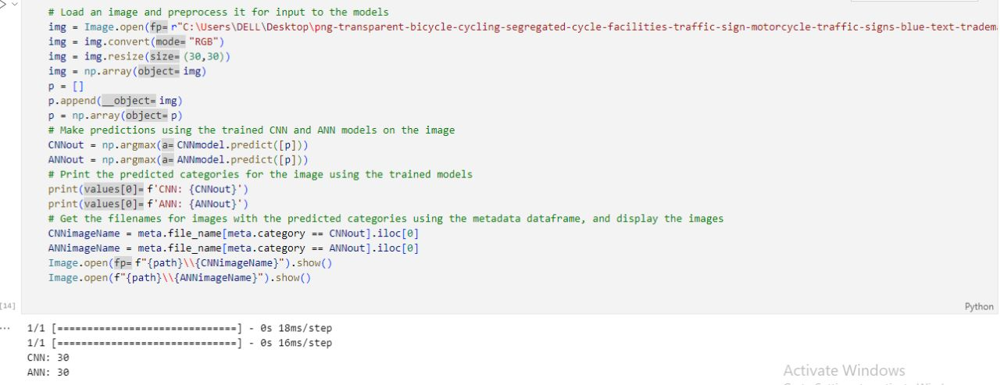 # Load an image and preprocess it for input to the models
img = Image.open(fp= r"C:\Users\DELL\Desktop\png-transparent-bicycle-cycling-segregated-cycle-facilities-traffic-sign-motorcycle-traffic-signs-blue-text-tradem
img = img.convert(mode= "RGB")
img = img.resize(size= (30,30))
img = np.array(object= img)
p = []
p.append(__object= img)
p = np.array(object= p)
# Make predictions using the trained CNN and ANN models on the image
CNNout = np.argmax(a= CNNmodel.predict([p]))
ANNout = np.argmax(a= ANNmodel.predict([p]))
# Print the predicted categories for the image using the trained models
print(values[0]= f'CNN: {CNNout}')
print(values[0]= f'ANN: {ANNout}')
# Get the filenames for images with the predicted categories using the metadata dataframe, and display the images
CNNimageName = meta.file_name[meta.category == CNNout].iloc[0]
ANNimageName = meta.file_name[meta.category == ANNout].iloc[0]
Image.open(fp= f"{path}\\{CNNimageName}").show()
Image.open(f"{path}\\{ANNimageName}").show()
[14]
Python
... 1/1 [==============================] - 0s 18ms/step
1/1 [==============================] - 0s 16ms/step
CNN: 30
ANN: 30
Activate Windows